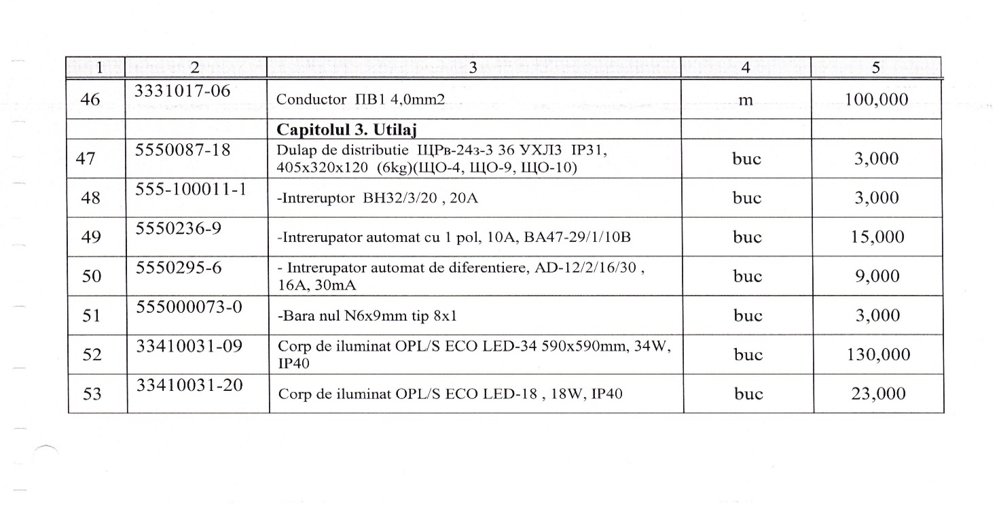 1 2 3 4 5
46 3331017-06 Conductor ПВ1 4,0mm2 m 100,000
Capitolul 3. Utilaj
47 5550087-18 Dulap de distributie ЩРв-24з-3 36 УХЛ3 IP31,
405x320x120 (6kg)(ЩО-4, ЩО-9, ЩО-10) buc 3,000
48 555-100011-1 -Intreruptor ВН32/3/20 , 20A buc 3,000
49 5550236-9 -Intrerupator automat cu 1 pol, 10A, BA47-29/1/10B buc 15,000
50 5550295-6 - Intrerupator automat de diferentiere, AD-12/2/16/30 ,
16A, 30mA buc 9,000
51 555000073-0 -Bara nul N6x9mm tip 8x1 buc 3,000
52 33410031-09 Corp de iluminat OPL/S ECO LED-34 590x590mm, 34W,
IP40 buc 130,000
53 33410031-20 Corp de iluminat OPL/S ECO LED-18 , 18W, IP40 buc 23,000